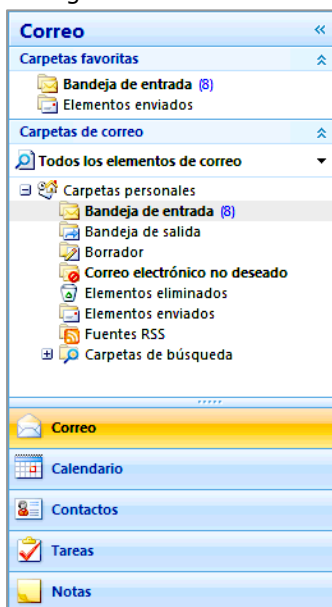 Correo
Carpetas favoritas
Bandeja de entrada (8)
Elementos enviados
Carpetas de correo
Todos los elementos de correo
Carpetas personales
Bandeja de entrada (8)
Bandeja de salida
Borrador
Correo electrónico no deseado
Elementos eliminados
Elementos enviados
Fuentes RSS
Carpetas de búsqueda
Correo
Calendario
Contactos
Tareas
Notas